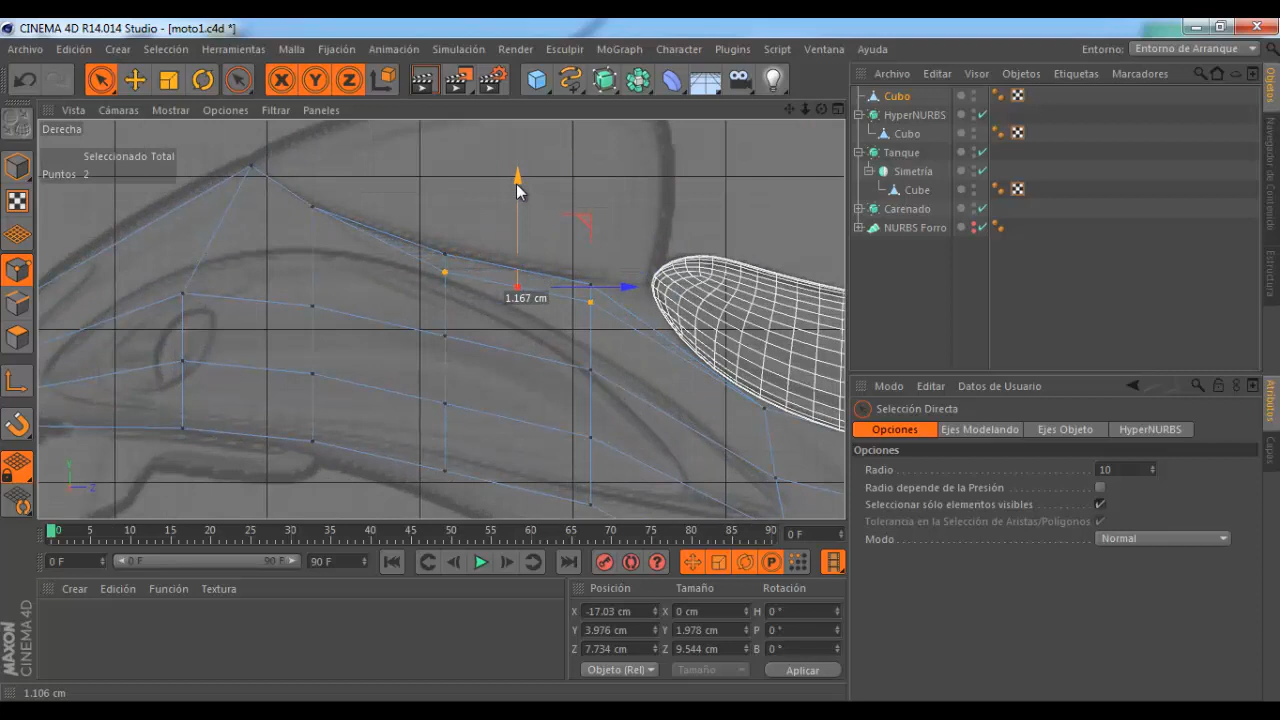 CINEMA 4D R14.014 Studio - [moto1.c4d *]
Archivo Edición Crear Selección Herramientas Malla Fijación Animación Simulación Render Esculpir MoGraph Character Plugins Script Ventana Ayuda Entorno: Entorno de Arranque
X Y Z
Archivo Editar Visor Objetos Etiquetas Marcadores
Vista Cámaras Mostrar Opciones Filtrar Paneles
Derecha
Seleccionado Total
Puntos 2
1.167 cm
Y
Z
Cubo
HyperNURBS
Cubo
Tanque
Simetría
Cube
Carenado
NURBS Forro
Objetos
Navegador de Contenido
Estructura
Modo Editar Datos de Usuario
Selección Directa
Opciones Ejes Modelando Ejes Objeto HyperNURBS
Opciones
Radio 10
Radio depende de la Presión
Seleccionar sólo elementos visibles
Tolerancia en la Selección de Aristas/Polígonos
Modo Normal
Atributos
Capas
0 5 10 15 20 25 30 35 40 45 50 55 60 65 70 75 80 85 90 0 F
0 F 0 F 90 F 90 F
P
Crear Edición Función Textura
Posición Tamaño Rotación
X -17.03 cm X 0 cm H 0 °
Y 3.976 cm Y 1.978 cm P 0 °
Z 7.734 cm Z 9.544 cm B 0 °
Objeto (Rel) Tamaño Aplicar
MAXON CINEMA 4D
1.106 cm